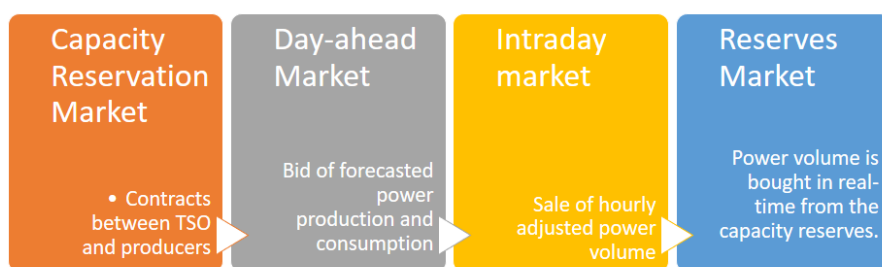 Capacity
Reservation
Market
• Contracts
between TSO
and producers
Day-ahead
Market
Bid of forecasted
power
production and
consumption
Intraday
market
Sale of hourly
adjusted power
volume
Reserves
Market
Power volume is
bought in real-
time from the
capacity reserves.